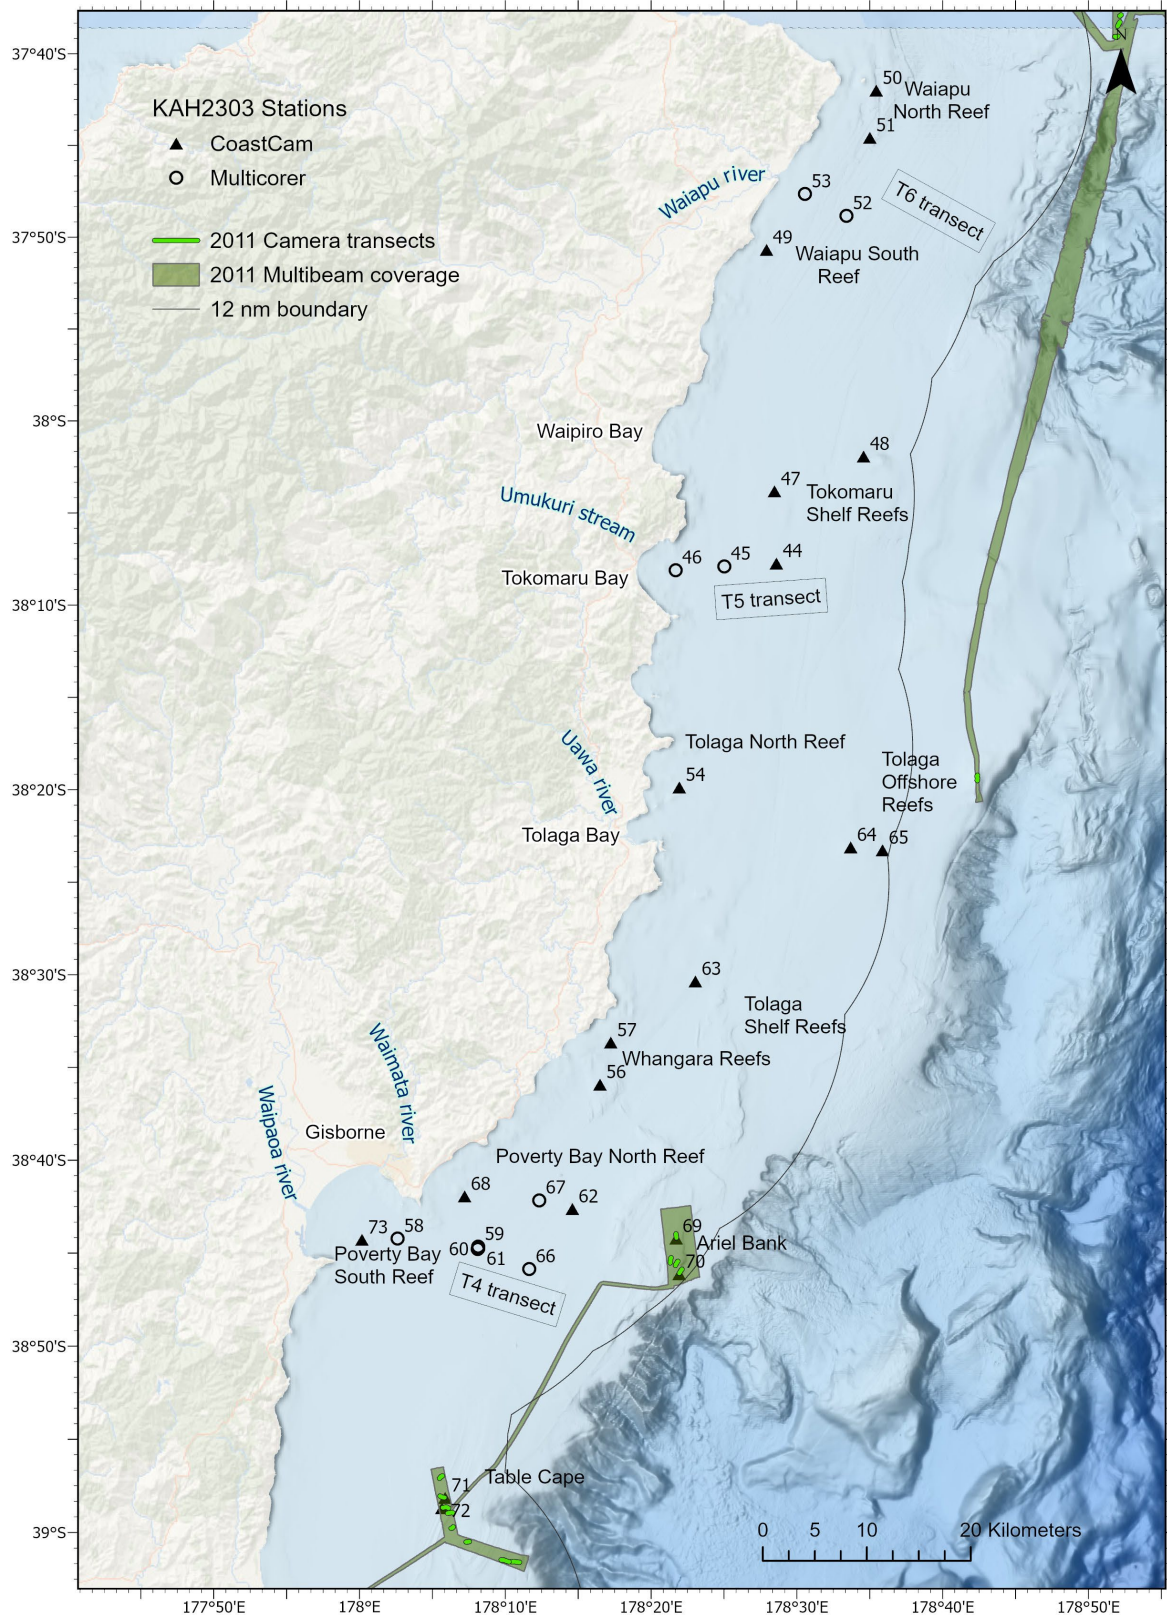 37°40'S
37°50'S
38°S
38°10'S
38°20'S
38°30'S
38°40'S
38°50'S
39°S
177°50'E
178°E
178°10'E
178°20'E
178°30'E
178°40'E
178°50'E
KAH2303 Stations
CoastCam
Multicorer
2011 Camera transects
2011 Multibeam coverage
12 nm boundary
N
50
Waiapu
North Reef
51
Waiapu river
53
52
T6 transect
49
Waiapu South
Reef
Waipiro Bay
48
47
Tokomaru
Shelf Reefs
Umukuri stream
46
45
44
Tokomaru Bay
T5 transect
Tolaga North Reef
54
Uawa river
Tolaga
Offshore
Reefs
Tolaga Bay
64
65
63
Tolaga
Shelf Reefs
57
Whangara Reefs
56
Waimata river
Waipaoa river
Gisborne
Poverty Bay North Reef
68
67
62
73
58
59
60
61
66
Poverty Bay
South Reef
T4 transect
69
Ariel Bank
70
Table Cape
71
72
0
5
10
20 Kilometers